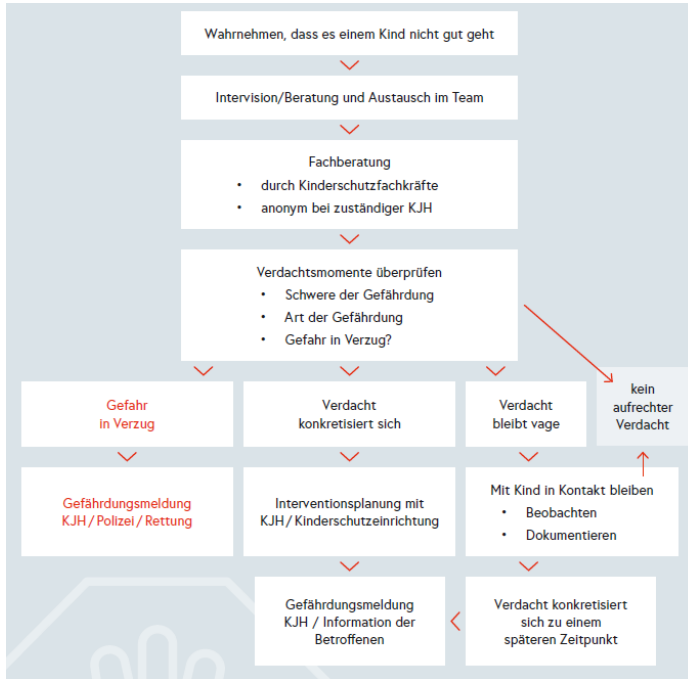 Wahrnehmen, dass es einem Kind nicht gut geht
Intervision/Beratung und Austausch im Team
Fachberatung
• durch Kinderschutzfachkräfte
• anonym bei zuständiger KJH
Verdachtsmomente überprüfen
• Schwere der Gefährdung
• Art der Gefährdung
• Gefahr in Verzug?
Gefahr
in Verzug
Verdacht
konkretisiert sich
Verdacht
bleibt vage
kein
aufrechter
Verdacht
Gefährdungsmeldung
KJH / Polizei / Rettung
Interventionsplanung mit
KJH / Kinderschutzeinrichtung
Mit Kind in Kontakt bleiben
• Beobachten
• Dokumentieren
Gefährdungsmeldung
KJH / Information der
Betroffenen
Verdacht konkretisiert
sich zu einem
späteren Zeitpunkt